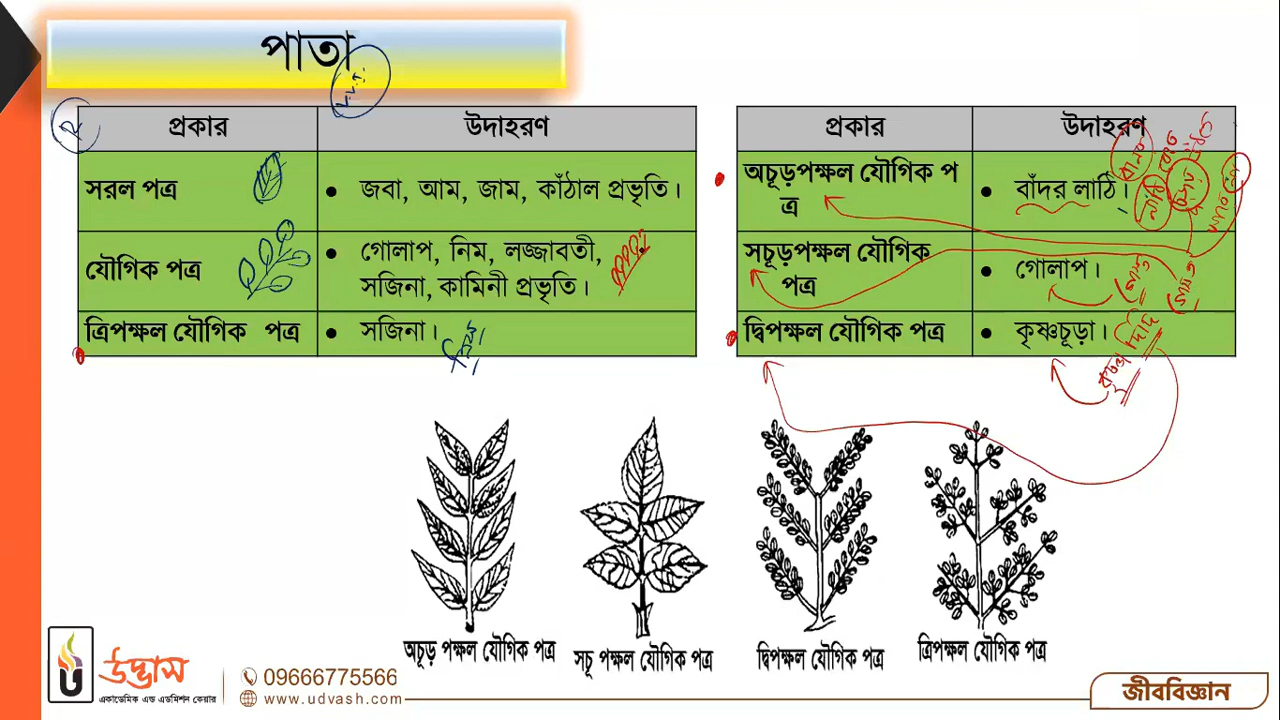 পাতা
V.V.I.
প্রকার
উদাহরণ
সরল পত্র
• জবা, আম, জাম, কাঁঠাল প্রভৃতি।
যৌগিক পত্র
• গোলাপ, নিম, লজ্জাবতী,
সজিনা, কামিনী প্রভৃতি।
ত্রিপক্ষল যৌগিক পত্র
• সজিনা।
প্রকার
উদাহরণ
অচূড়পক্ষল যৌগিক প
ত্র
• বাঁদর লাঠি।
সচূড়পক্ষল যৌগিক
পত্র
• গোলাপ।
দ্বিপক্ষল যৌগিক পত্র
• কৃষ্ণচূড়া।
লাঠি
দিদি
অচূড় পক্ষল যৌগিক পত্র
সচূ পক্ষল যৌগিক পত্র
দ্বিপক্ষল যৌগিক পত্র
ত্রিপক্ষল যৌগিক পত্র
উদ্ভাস
একাডেমিক এন্ড এডমিশন কেয়ার
09666775566
www.udvash.com
জীববিজ্ঞান